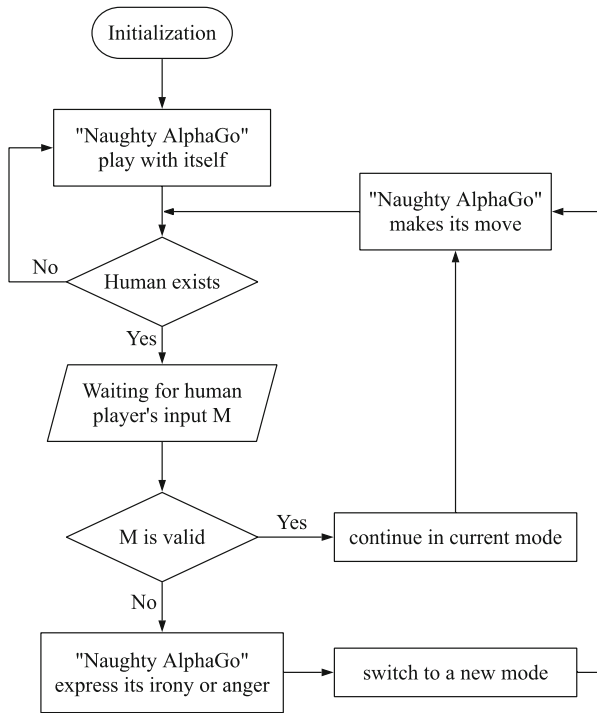 Initialization
"Naughty AlphaGo"
play with itself
"Naughty AlphaGo"
makes its move
No
Human exists
Yes
Waiting for human
player's input M
M is valid
Yes
continue in current mode
No
"Naughty AlphaGo"
express its irony or anger
switch to a new mode